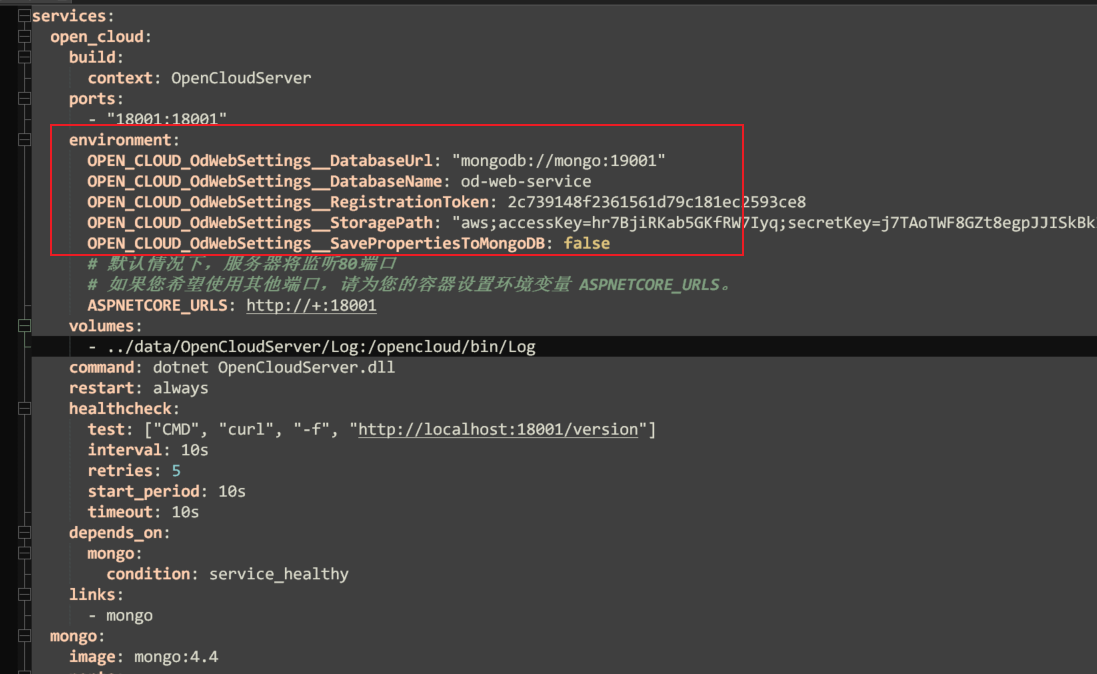 services:
open_cloud:
build:
context: OpenCloudServer
ports:
- "18001:18001"
environment:
OPEN_CLOUD_OdWebSettings__DatabaseUrl: "mongodb://mongo:19001"
OPEN_CLOUD_OdWebSettings__DatabaseName: od-web-service
OPEN_CLOUD_OdWebSettings__RegistrationToken: 2c739148f2361561d79c181ec2593ce8
OPEN_CLOUD_OdWebSettings__StoragePath: "aws;accessKey=hr7BjiRKab5GKfRW7Iyq;secretKey=j7TAoTWF8GZt8egpJJISkBk
OPEN_CLOUD_OdWebSettings__SavePropertiesToMongoDB: false
# 默认情况下，服务器将监听80端口
# 如果您希望使用其他端口，请为您的容器设置环境变量 ASPNETCORE_URLS。
ASPNETCORE_URLS: http://+:18001
volumes:
- ../data/OpenCloudServer/Log:/opencloud/bin/Log
command: dotnet OpenCloudServer.dll
restart: always
healthcheck:
test: ["CMD", "curl", "-f", "http://localhost:18001/version"]
interval: 10s
retries: 5
start_period: 10s
timeout: 10s
depends_on:
mongo:
condition: service_healthy
links:
- mongo
mongo:
image: mongo:4.4